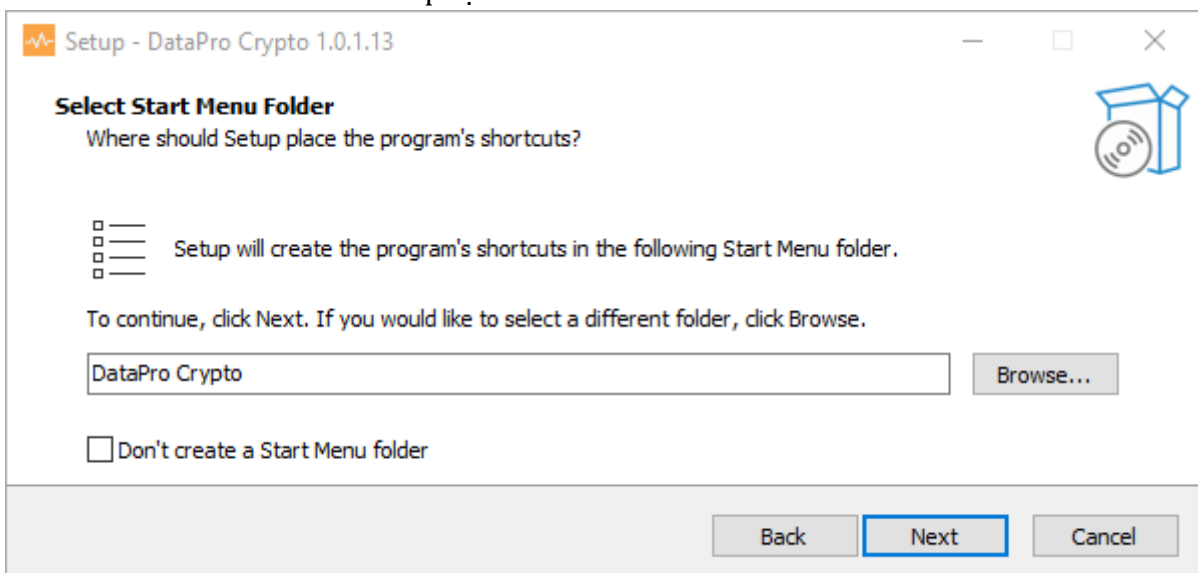 Setup - DataPro Crypto 1.0.1.13
Select Start Menu Folder
Where should Setup place the program's shortcuts?
Setup will create the program's shortcuts in the following Start Menu folder.
To continue, click Next. If you would like to select a different folder, click Browse.
DataPro Crypto
Browse...
Don't create a Start Menu folder
Back
Next
Cancel